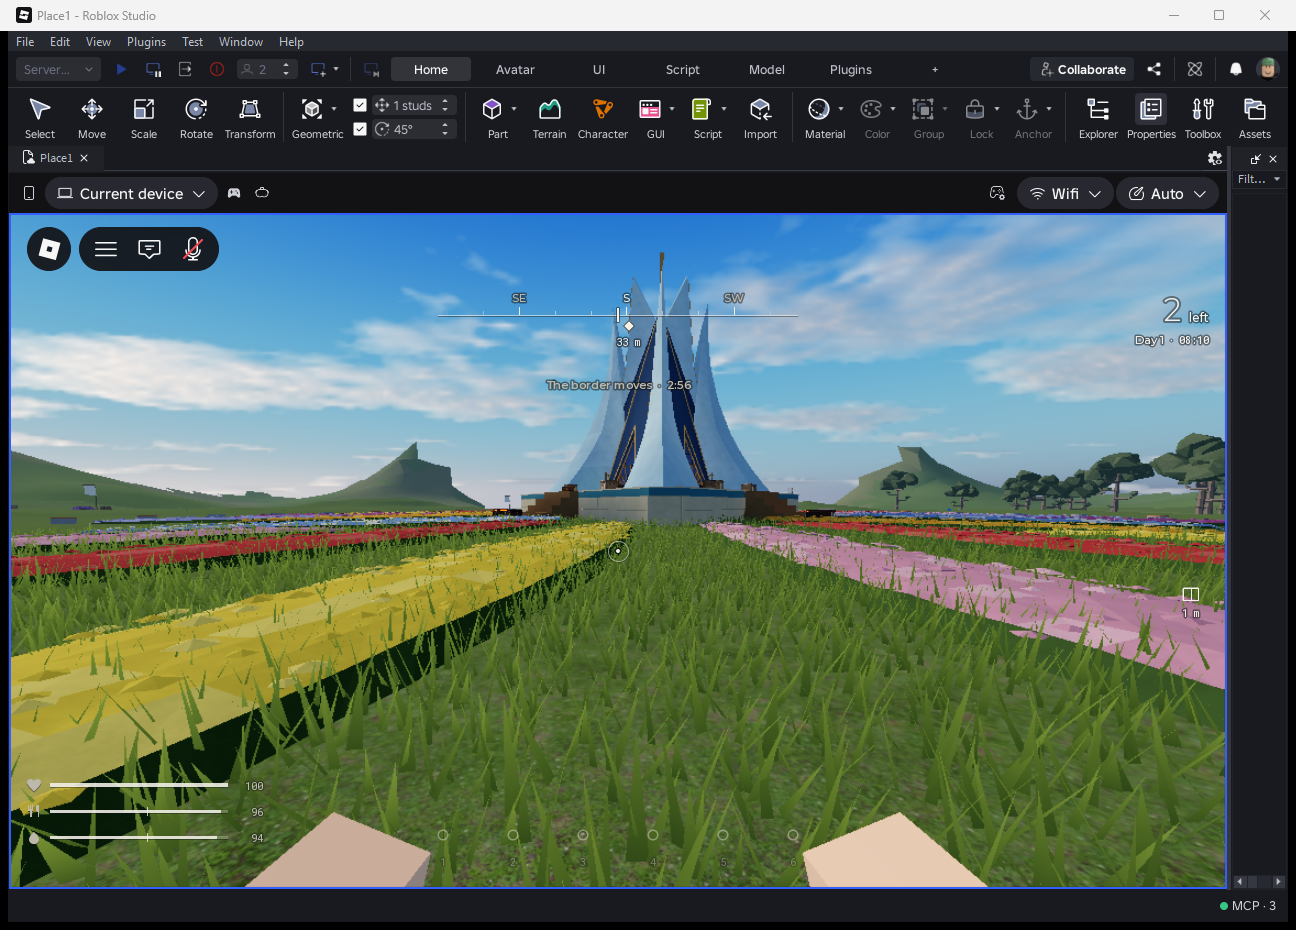 Place1 - Roblox Studio
File Edit View Plugins Test Window Help
Server... 2 Home Avatar UI Script Model Plugins + Collaborate
1 studs
45°
Select Move Scale Rotate Transform Geometric Part Terrain Character GUI Script Import Material Color Group Lock Anchor Explorer Properties Toolbox Assets
Place1
Filt...
Current device Wifi Auto
SE S SW
33 m
2 left
Day 1 · 08:10
The border moves · 2:56
1 m
100
96
94
1 2 3 4 5 6
MCP · 3